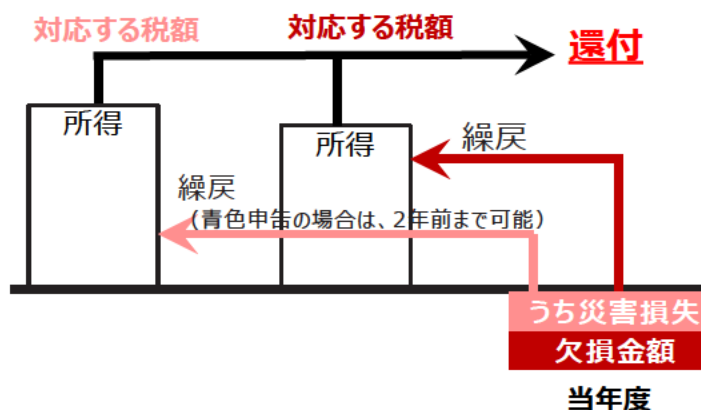 対応する税額
対応する税額
還付
所得
所得
繰戻
繰戻
(青色申告の場合は、2年前まで可能)
うち災害損失
欠損金額
当年度